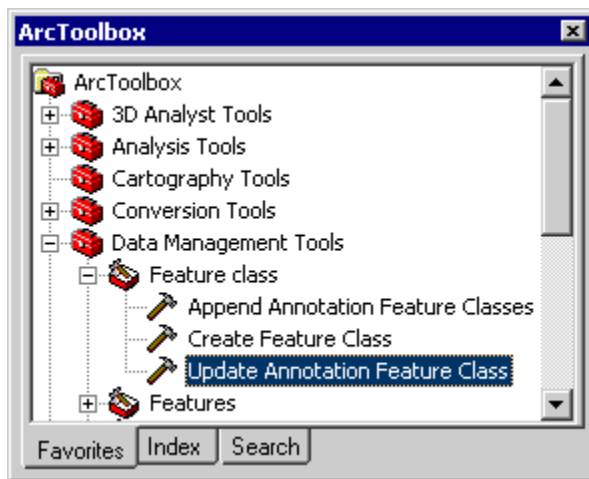 ArcToolbox
ArcToolbox
3D Analyst Tools
Analysis Tools
Cartography Tools
Conversion Tools
Data Management Tools
Feature class
Append Annotation Feature Classes
Create Feature Class
Update Annotation Feature Class
Features
Favorites Index Search